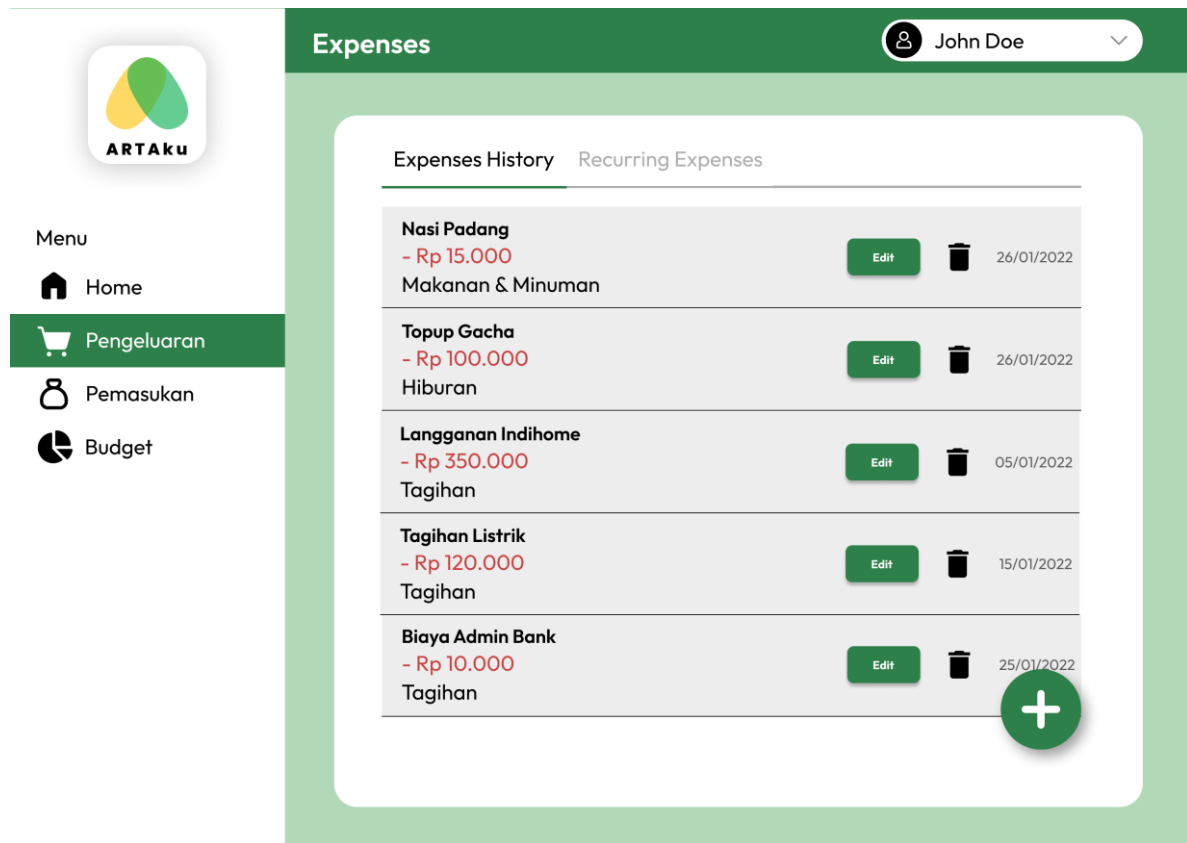 ARTAku
Menu
Home
Pengeluaran
Pemasukan
Budget
Expenses
John Doe
Expenses History Recurring Expenses
Nasi Padang
- Rp 15.000
Makanan & Minuman
Edit
26/01/2022
Topup Gacha
- Rp 100.000
Hiburan
Edit
26/01/2022
Langganan Indihome
- Rp 350.000
Tagihan
Edit
05/01/2022
Tagihan Listrik
- Rp 120.000
Tagihan
Edit
15/01/2022
Biaya Admin Bank
- Rp 10.000
Tagihan
Edit
25/01/2022